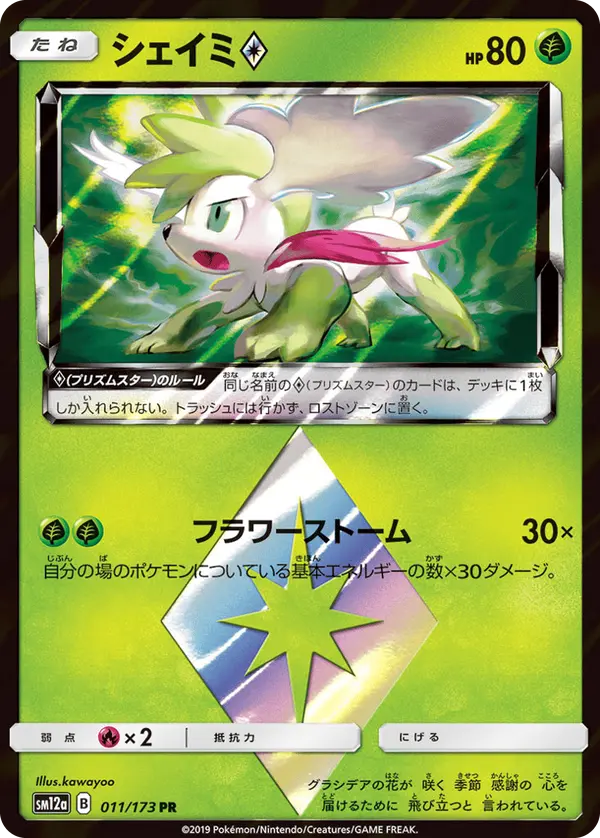 たね シェイミ◇ HP80
◇(プリズムスター)のルール 同じ名前の◇(プリズムスター)のカードは、デッキに1枚
しか入れられない。トラッシュには行かず、ロストゾーンに置く。
フラワーストーム 30×
自分の場のポケモンについている基本エネルギーの数×30ダメージ。
弱点 ×2 抵抗力 にげる
Illus.kawayoo
グラシデアの花が 咲く 季節 感謝の 心を
届けるために 飛び立つと 言われている。
SM12a B 011/173 PR
©2019 Pokémon/Nintendo/Creatures/GAME FREAK.